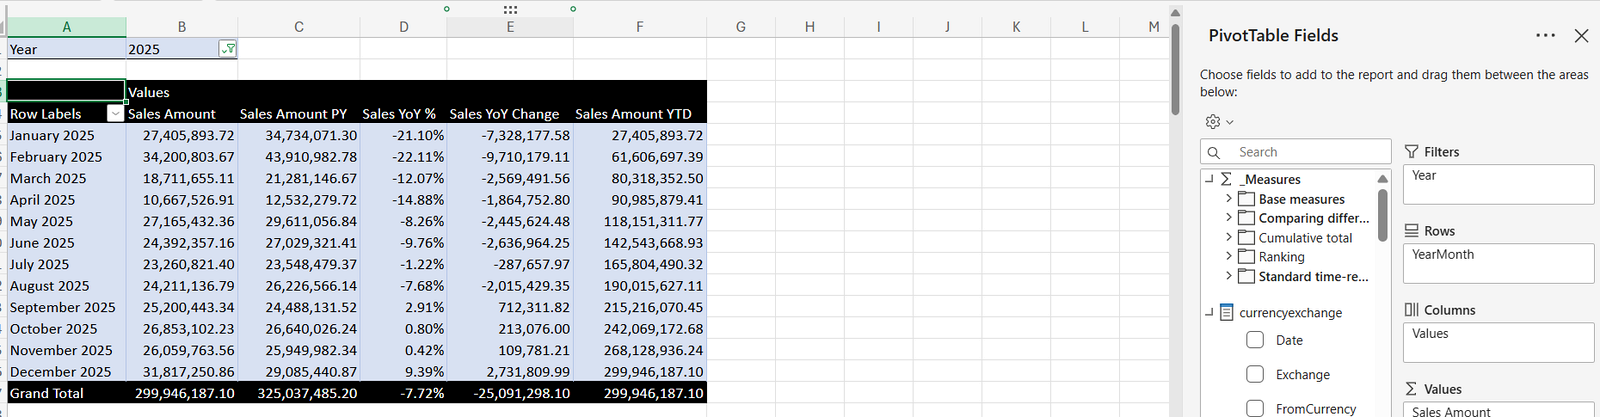 A B C D E F G H I J K L M
Year 2025
Values
Row Labels Sales Amount Sales Amount PY Sales YoY % Sales YoY Change Sales Amount YTD
January 2025 27,405,893.72 34,734,071.30 -21.10% -7,328,177.58 27,405,893.72
February 2025 34,200,803.67 43,910,982.78 -22.11% -9,710,179.11 61,606,697.39
March 2025 18,711,655.11 21,281,146.67 -12.07% -2,569,491.56 80,318,352.50
April 2025 10,667,526.91 12,532,279.72 -14.88% -1,864,752.80 90,985,879.41
May 2025 27,165,432.36 29,611,056.84 -8.26% -2,445,624.48 118,151,311.77
June 2025 24,392,357.16 27,029,321.41 -9.76% -2,636,964.25 142,543,668.93
July 2025 23,260,821.40 23,548,479.37 -1.22% -287,657.97 165,804,490.32
August 2025 24,211,136.79 26,226,566.14 -7.68% -2,015,429.35 190,015,627.11
September 2025 25,200,443.34 24,488,131.52 2.91% 712,311.82 215,216,070.45
October 2025 26,853,102.23 26,640,026.24 0.80% 213,076.00 242,069,172.68
November 2025 26,059,763.56 25,949,982.34 0.42% 109,781.21 268,128,936.24
December 2025 31,817,250.86 29,085,440.87 9.39% 2,731,809.99 299,946,187.10
Grand Total 299,946,187.10 325,037,485.20 -7.72% -25,091,298.10 299,946,187.10
PivotTable Fields
Choose fields to add to the report and drag them between the areas
below:
Search
_Measures
Base measures
Comparing differ...
Cumulative total
Ranking
Standard time-re...
currencyexchange
Date
Exchange
FromCurrency
Filters
Year
Rows
YearMonth
Columns
Values
Values
Sales Amount